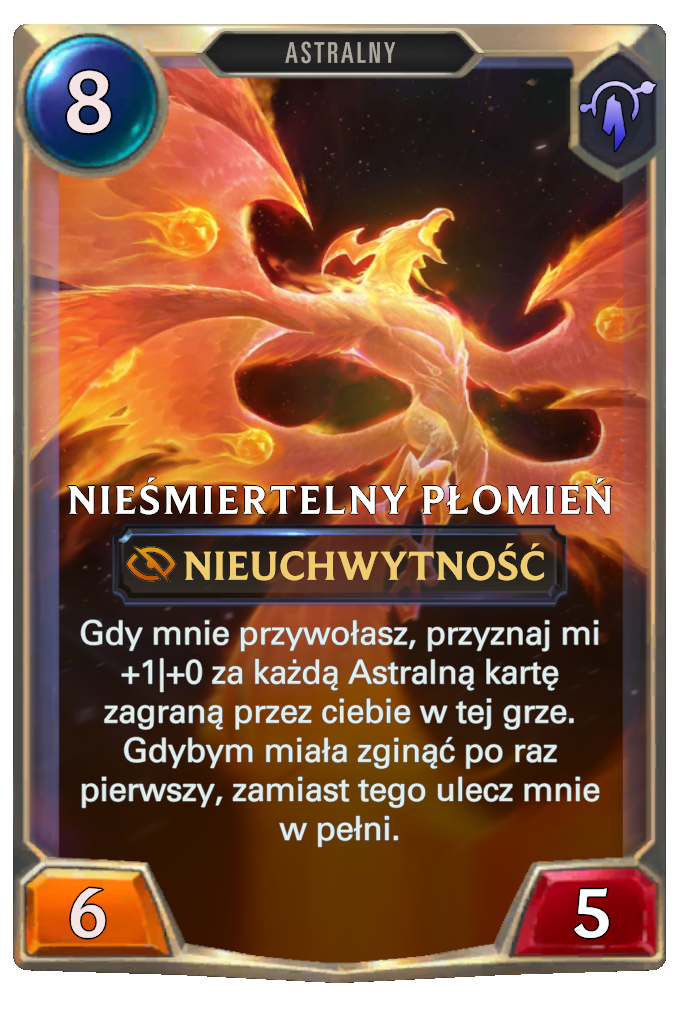 8
ASTRALNY
NIEŚMIERTELNY PŁOMIEŃ
NIEUCHWYTNOŚĆ
Gdy mnie przywołasz, przyznaj mi
+1|+0 za każdą Astralną kartę
zagraną przez ciebie w tej grze.
Gdybym miała zginąć po raz
pierwszy, zamiast tego ulecz mnie
w pełni.
6
5